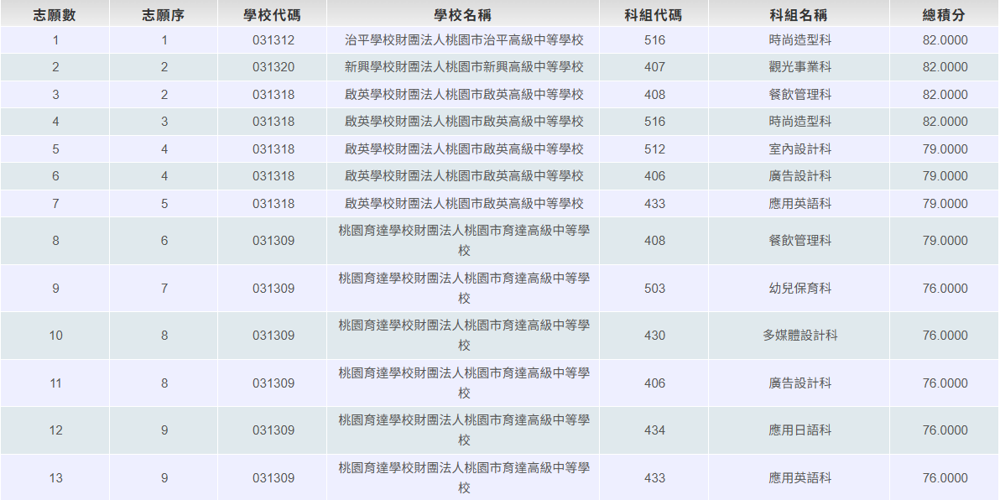 志願數 志願序 學校代碼 學校名稱 科組代碼 科組名稱 總積分
1 1 031312 治平學校財團法人桃園市治平高級中等學校 516 時尚造型科 82.0000
2 2 031320 新興學校財團法人桃園市新興高級中等學校 407 觀光事業科 82.0000
3 2 031318 啟英學校財團法人桃園市啟英高級中等學校 408 餐飲管理科 82.0000
4 3 031318 啟英學校財團法人桃園市啟英高級中等學校 516 時尚造型科 82.0000
5 4 031318 啟英學校財團法人桃園市啟英高級中等學校 512 室內設計科 79.0000
6 4 031318 啟英學校財團法人桃園市啟英高級中等學校 406 廣告設計科 79.0000
7 5 031318 啟英學校財團法人桃園市啟英高級中等學校 433 應用英語科 79.0000
8 6 031309 桃園育達學校財團法人桃園市育達高級中等學 408 餐飲管理科 79.0000
校
9 7 031309 桃園育達學校財團法人桃園市育達高級中等學 503 幼兒保育科 76.0000
校
10 8 031309 桃園育達學校財團法人桃園市育達高級中等學 430 多媒體設計科 76.0000
校
11 8 031309 桃園育達學校財團法人桃園市育達高級中等學 406 廣告設計科 76.0000
校
12 9 031309 桃園育達學校財團法人桃園市育達高級中等學 434 應用日語科 76.0000
校
13 9 031309 桃園育達學校財團法人桃園市育達高級中等學 433 應用英語科 76.0000
校